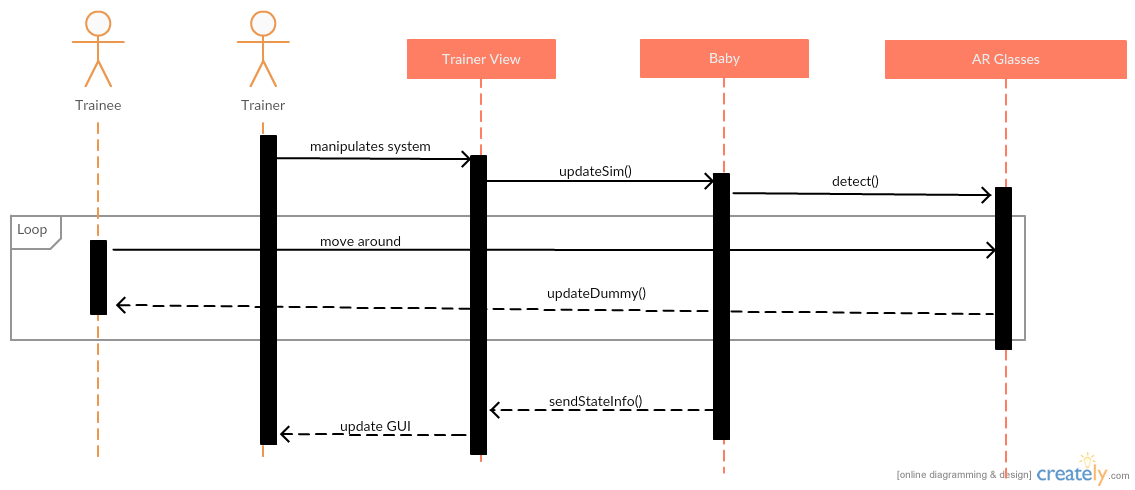 Trainee
Trainer
Trainer View
Baby
AR Glasses
manipulates system
updateSim()
detect()
Loop
move around
updateDummy()
sendStateInfo()
update GUI
[online diagramming & design] creately.com